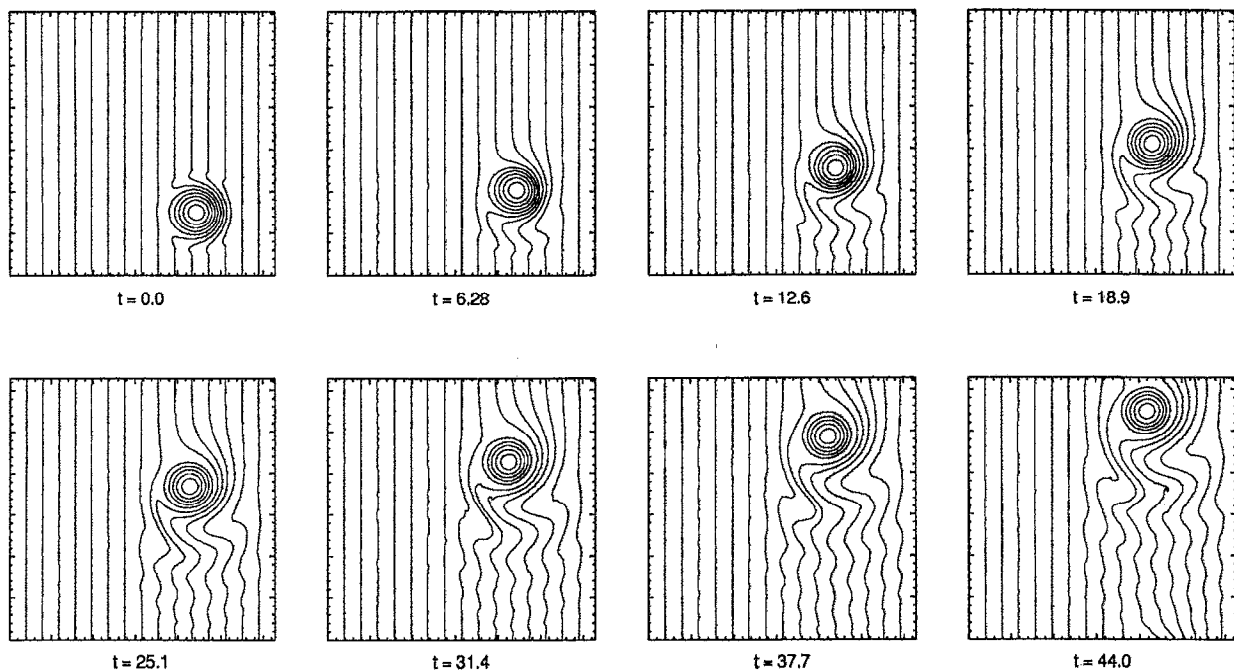 t = 0.0
t = 6.28
t = 12.6
t = 18.9
t = 25.1
t = 31.4
t = 37.7
t = 44.0